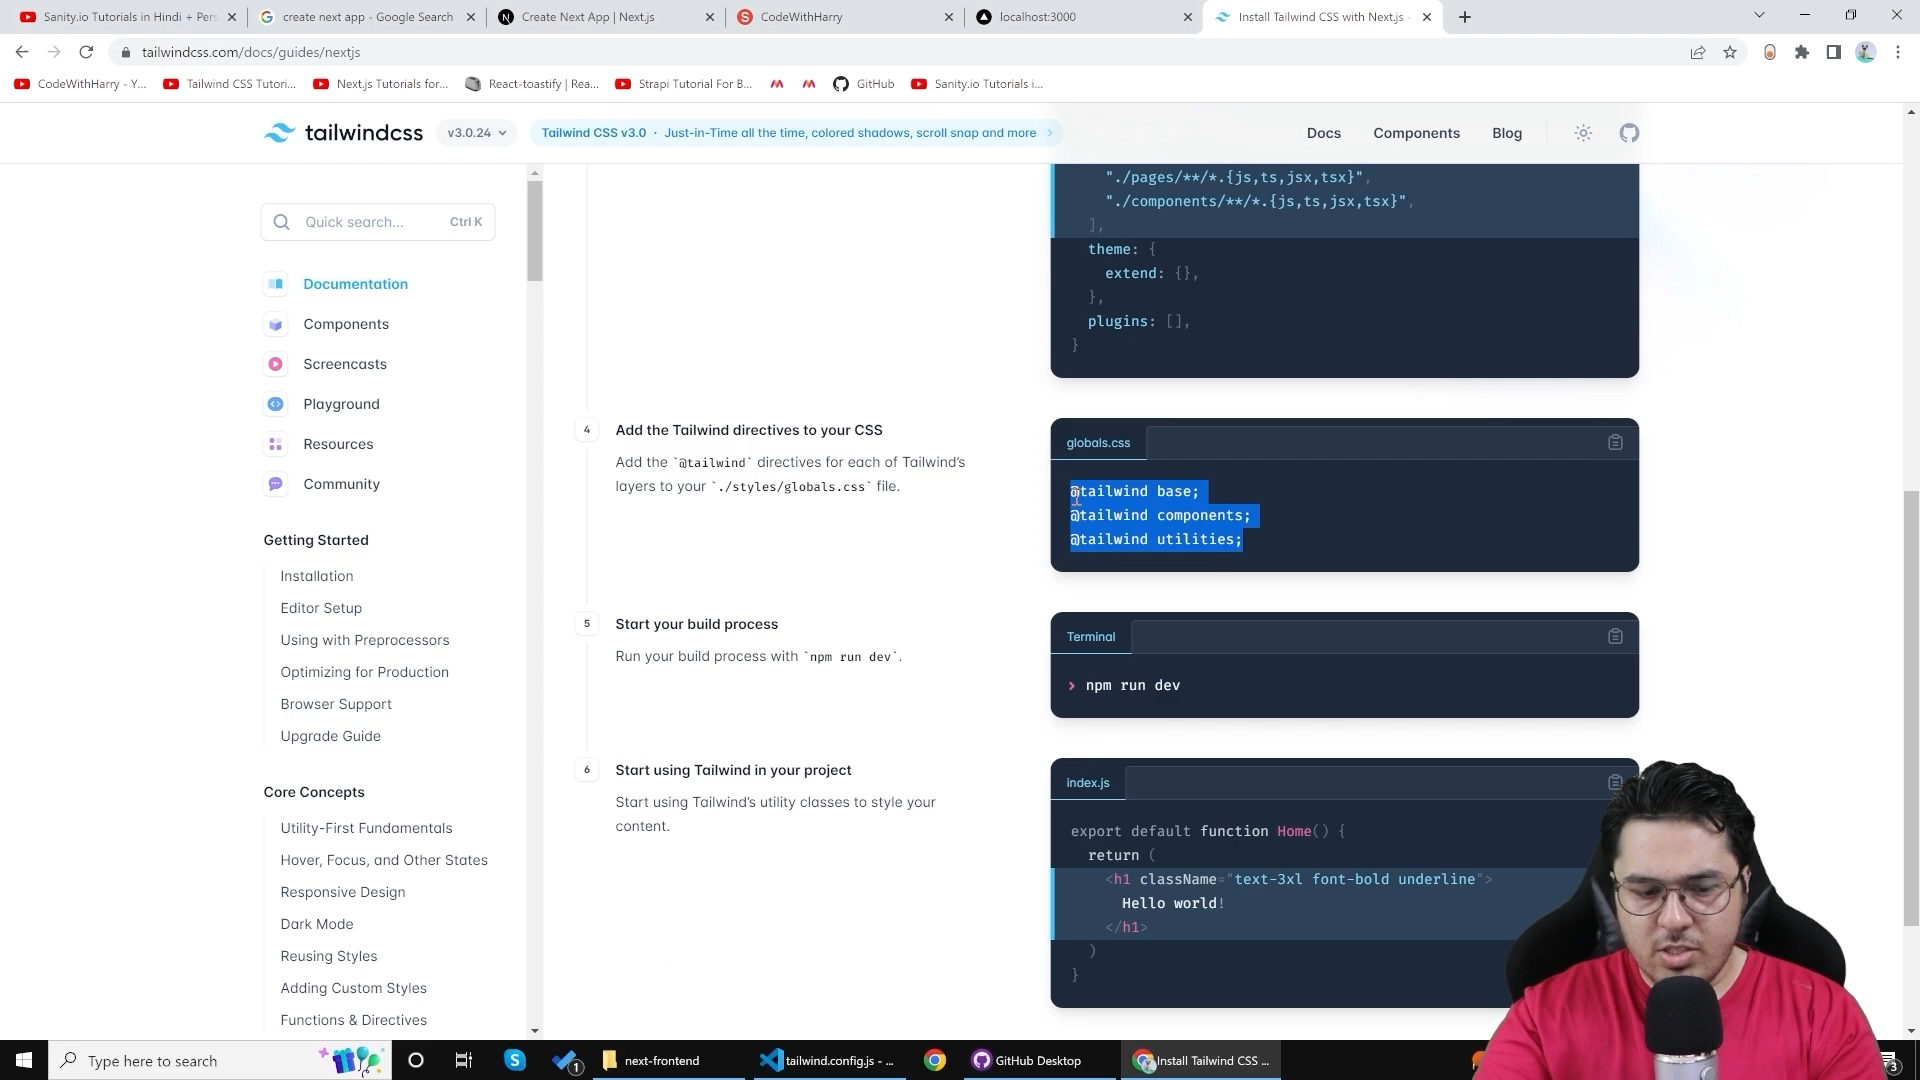 Sanity.io Tutorials in Hindi + Pers
create next app - Google Search
Create Next App | Next.js
CodeWithHarry
localhost:3000
Install Tailwind CSS with Next.js -
tailwindcss.com/docs/guides/nextjs
CodeWithHarry - Y...
Tailwind CSS Tutori...
Next.js Tutorials for...
React-toastify | Rea...
Strapi Tutorial For B...
GitHub
Sanity.io Tutorials i...
tailwindcss
v3.0.24
Tailwind CSS v3.0 · Just-in-Time all the time, colored shadows, scroll snap and more
Docs
Components
Blog
Quick search...
Ctrl K
Documentation
Components
Screencasts
Playground
Resources
Community
Getting Started
Installation
Editor Setup
Using with Preprocessors
Optimizing for Production
Browser Support
Upgrade Guide
Core Concepts
Utility-First Fundamentals
Hover, Focus, and Other States
Responsive Design
Dark Mode
Reusing Styles
Adding Custom Styles
Functions & Directives
"./pages/**/*.{js,ts,jsx,tsx}",
"./components/**/*.{js,ts,jsx,tsx}",
],
theme: {
extend: {},
},
plugins: [],
}
4
Add the Tailwind directives to your CSS
Add the `@tailwind` directives for each of Tailwind's
layers to your `./styles/globals.css` file.
globals.css
@tailwind base;
@tailwind components;
@tailwind utilities;
5
Start your build process
Run your build process with `npm run dev`.
Terminal
> npm run dev
6
Start using Tailwind in your project
Start using Tailwind's utility classes to style your
content.
index.js
export default function Home() {
return (
<h1 className="text-3xl font-bold underline">
Hello world!
</h1>
)
}
Type here to search
1
next-frontend
tailwind.config.js - ...
GitHub Desktop
Install Tailwind CSS ...
3